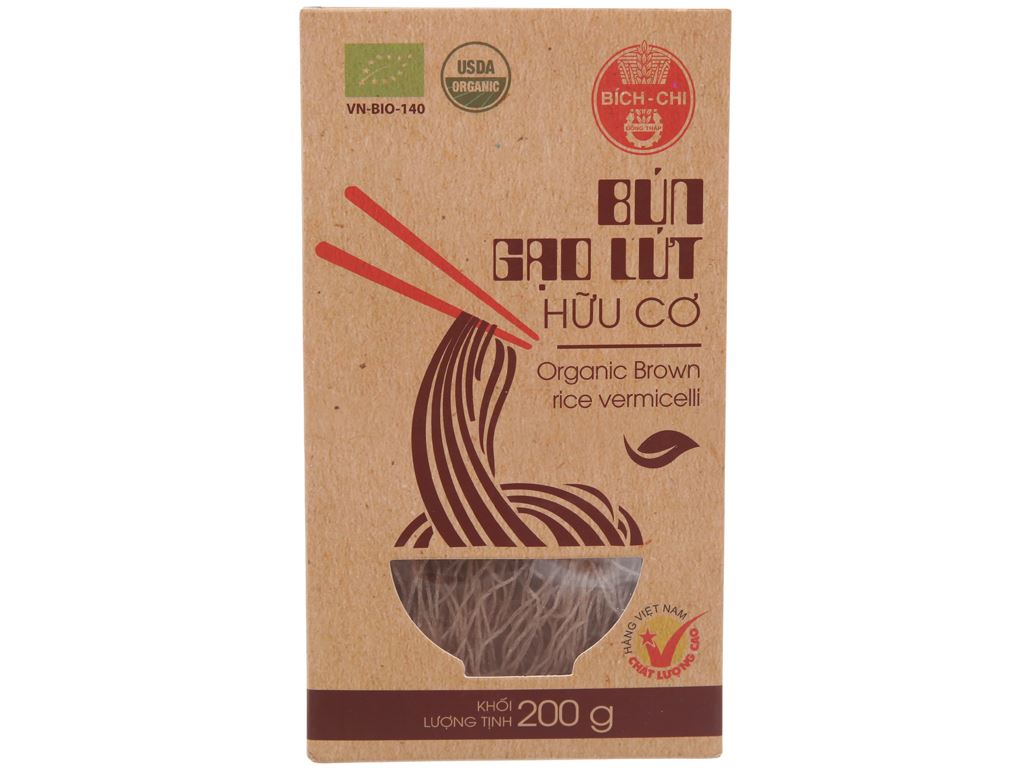 VN-BIO-140
USDA
ORGANIC
BÍCH-CHI
ĐỒNG THÁP
BÚN
GẠO LỨT
HỮU CƠ
Organic Brown
rice vermicelli
HÀNG VIỆT NAM
CHẤT LƯỢNG CAO
KHỐI
LƯỢNG TỊNH 200 g